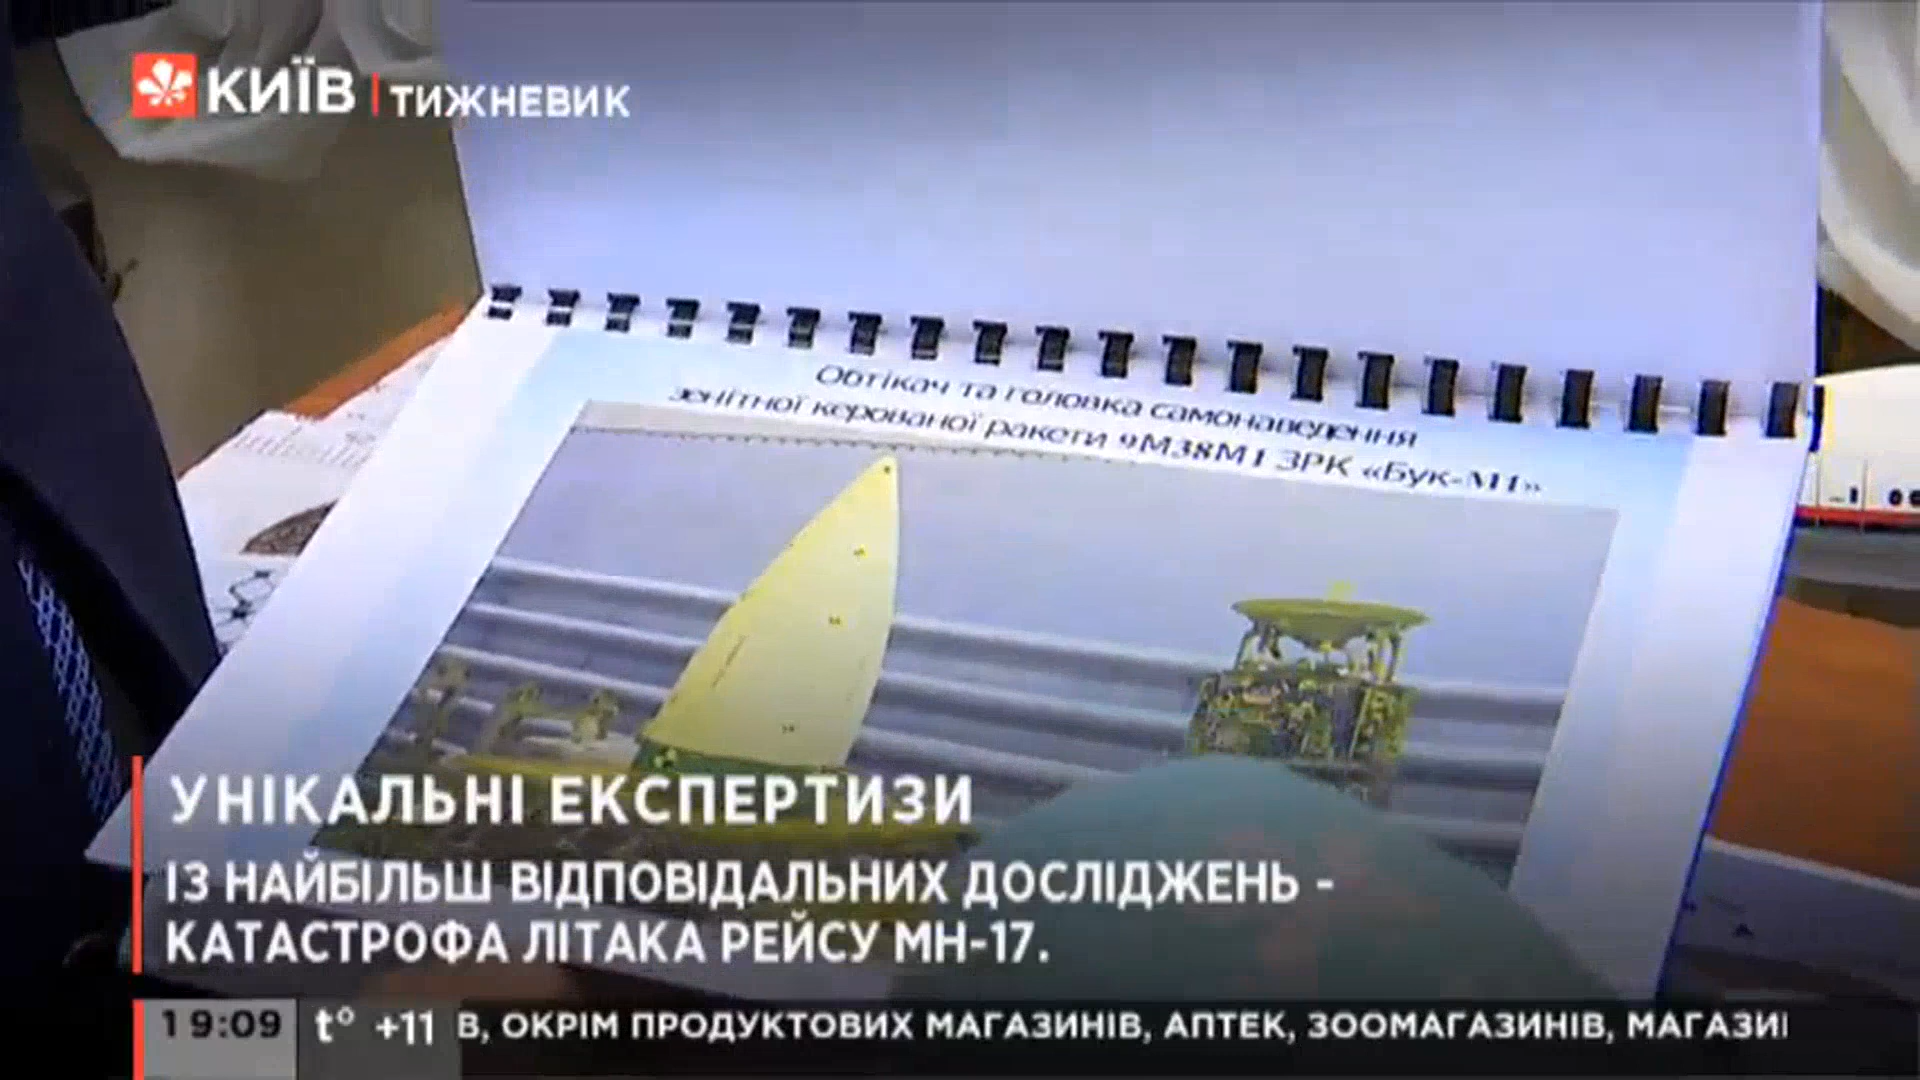 КИЇВ | ТИЖНЕВИК
Обтікач та головка самонаведення
зенітної керованої ракети 9М38М1 ЗРК «Бук-М1»
УНІКАЛЬНІ ЕКСПЕРТИЗИ
ІЗ НАЙБІЛЬШ ВІДПОВІДАЛЬНИХ ДОСЛІДЖЕНЬ -
КАТАСТРОФА ЛІТАКА РЕЙСУ МН-17.
19:09 t° +11 В, ОКРІМ ПРОДУКТОВИХ МАГАЗИНІВ, АПТЕК, ЗООМАГАЗИНІВ, МАГАЗИ